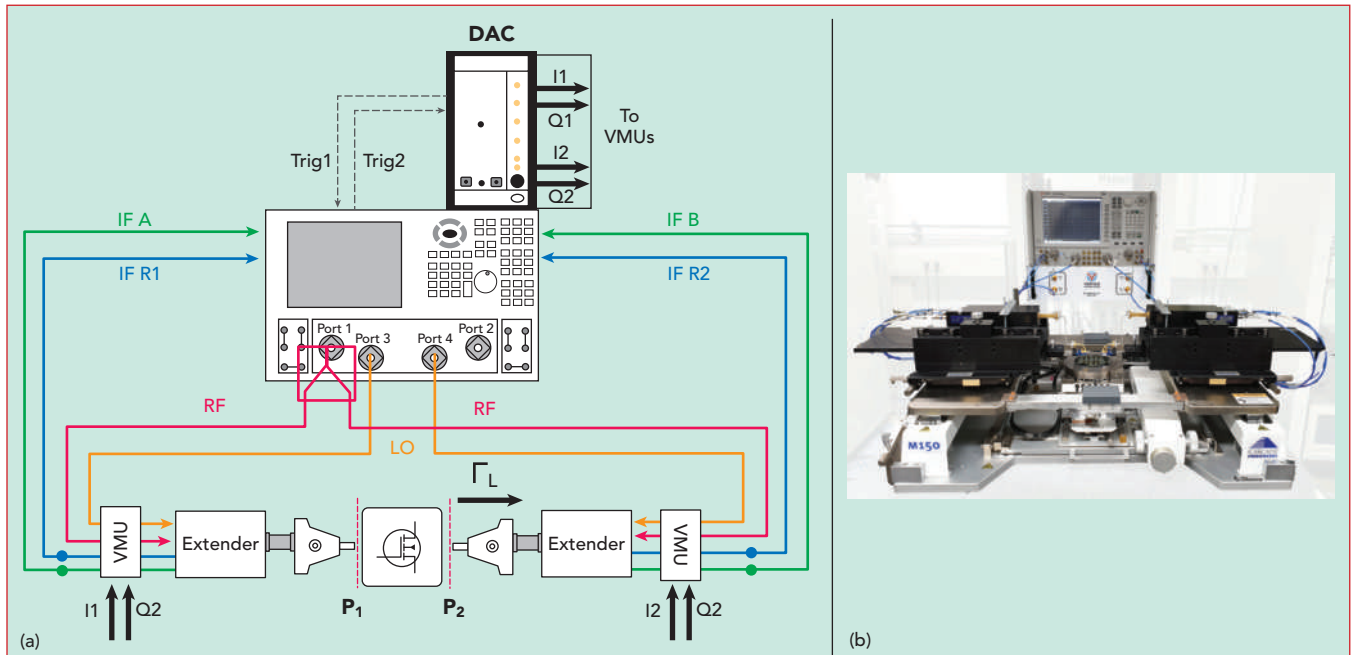 DAC
I1
Q1
To
VMUs
I2
Q2
Trig1
Trig2
IF A
IF B
IF R1
IF R2
Port 1
Port 3
Port 4
Port 2
RF
RF
LO
ΓL
VMU
Extender
Extender
VMU
P1
P2
I1
Q2
I2
Q2
(a)
M150
(b)